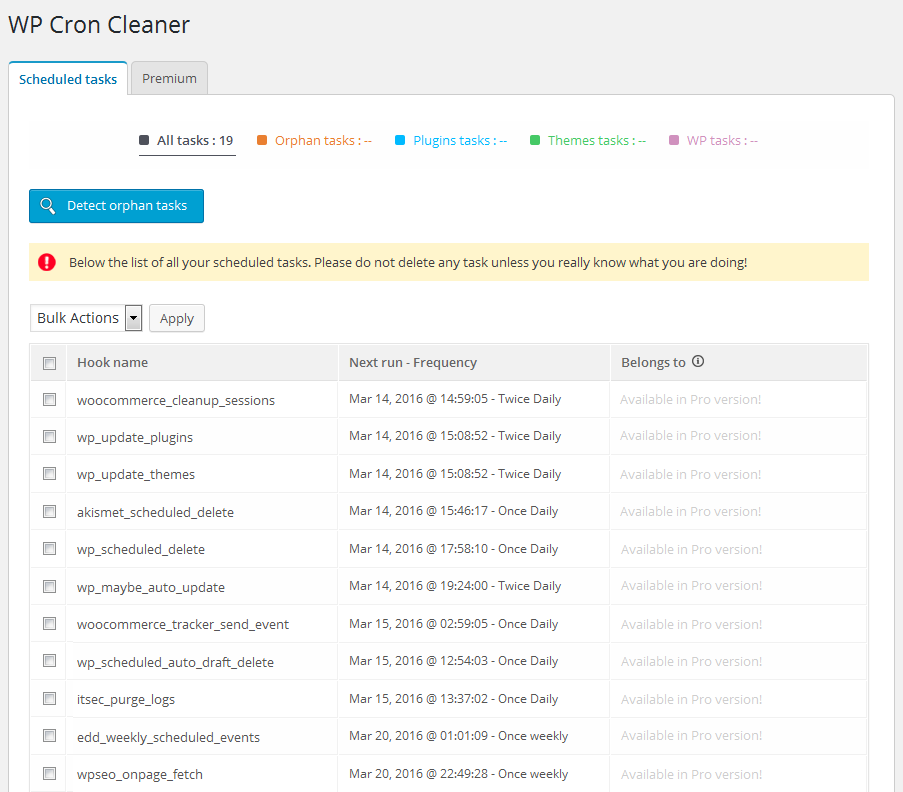 WP Cron Cleaner
Scheduled tasks Premium
All tasks : 19 Orphan tasks : -- Plugins tasks : -- Themes tasks : -- WP tasks : --
Detect orphan tasks
Below the list of all your scheduled tasks. Please do not delete any task unless you really know what you are doing!
Bulk Actions Apply
Hook name Next run - Frequency Belongs to
woocommerce_cleanup_sessions Mar 14, 2016 @ 14:59:05 - Twice Daily Available in Pro version!
wp_update_plugins Mar 14, 2016 @ 15:08:52 - Twice Daily Available in Pro version!
wp_update_themes Mar 14, 2016 @ 15:08:52 - Twice Daily Available in Pro version!
akismet_scheduled_delete Mar 14, 2016 @ 15:46:17 - Once Daily Available in Pro version!
wp_scheduled_delete Mar 14, 2016 @ 17:58:10 - Once Daily Available in Pro version!
wp_maybe_auto_update Mar 14, 2016 @ 19:24:00 - Twice Daily Available in Pro version!
woocommerce_tracker_send_event Mar 15, 2016 @ 02:59:05 - Once Daily Available in Pro version!
wp_scheduled_auto_draft_delete Mar 15, 2016 @ 12:54:03 - Once Daily Available in Pro version!
itsec_purge_logs Mar 15, 2016 @ 13:37:02 - Once Daily Available in Pro version!
edd_weekly_scheduled_events Mar 20, 2016 @ 01:01:09 - Once weekly Available in Pro version!
wpseo_onpage_fetch Mar 20, 2016 @ 22:49:28 - Once weekly Available in Pro version!